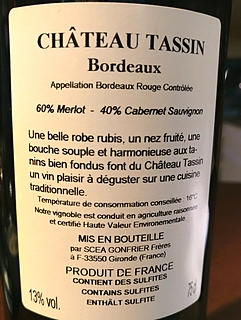 CHÂTEAU TASSIN
Bordeaux
Appellation Bordeaux Rouge Contrôlée
60% Merlot - 40% Cabernet Sauvignon
Une belle robe rubis, un nez fruité, une
bouche souple et harmonieuse aux ta-
nins bien fondus font du Château Tassin
un vin plaisir à déguster sur une cuisine
traditionnelle.
Température de consommation conseillée : 16°C
Notre vignoble est conduit en agriculture raisonnée
et certifié Haute Valeur Environementale.
MIS EN BOUTEILLE
par SCEA GONFRIER Frères
à F-33550 Gironde (France)
PRODUIT DE FRANCE
CONTIENT DES SULFITES
CONTAINS SULFITES
ENTHÄLT SULFITE
13% vol.
75 cl